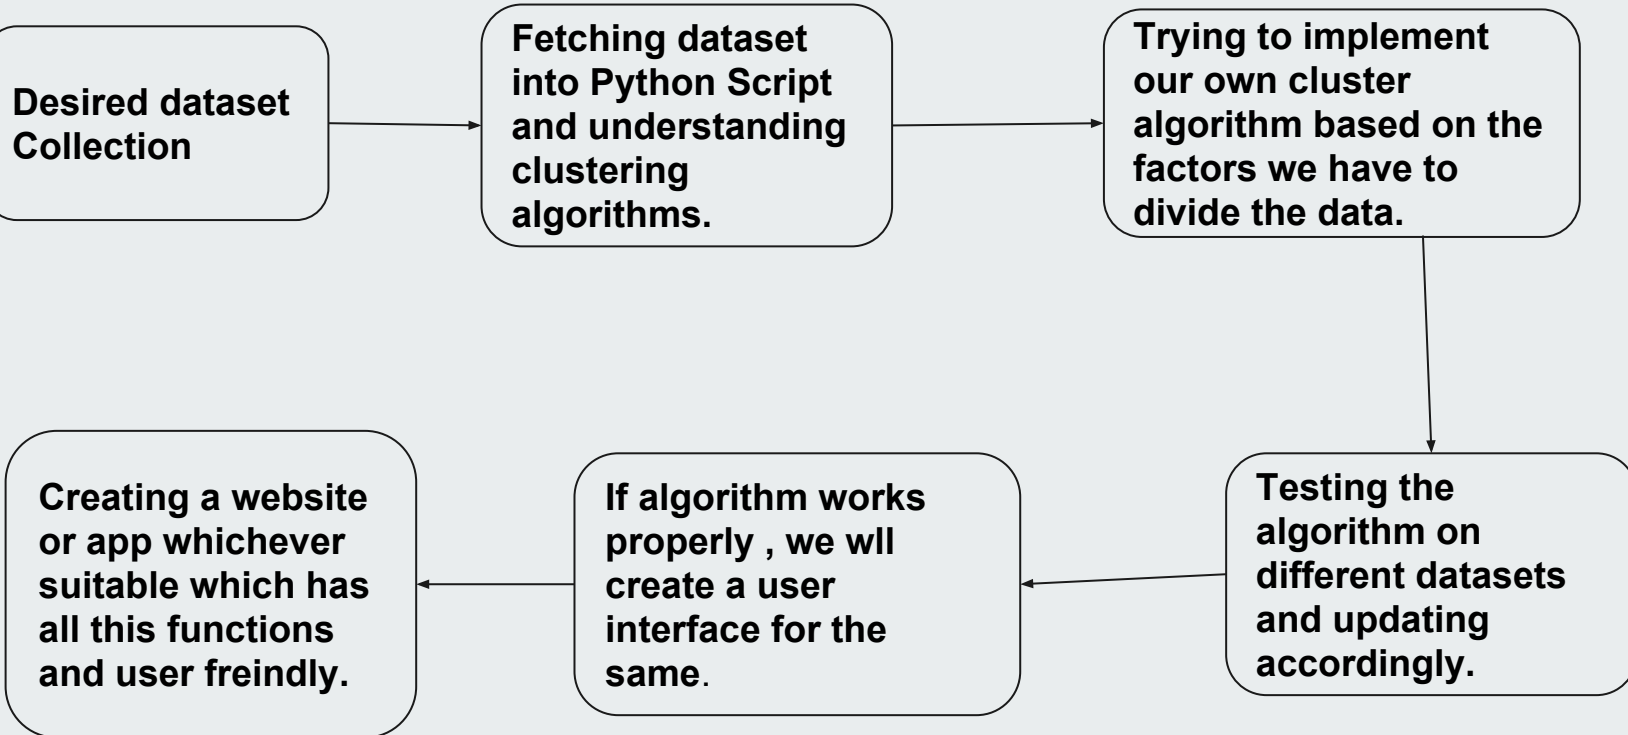 Desired dataset
Collection
Fetching dataset
into Python Script
and understanding
clustering
algorithms.
Trying to implement
our own cluster
algorithm based on the
factors we have to
divide the data.
Testing the
algorithm on
different datasets
and updating
accordingly.
If algorithm works
properly , we wll
create a user
interface for the
same.
Creating a website
or app whichever
suitable which has
all this functions
and user freindly.